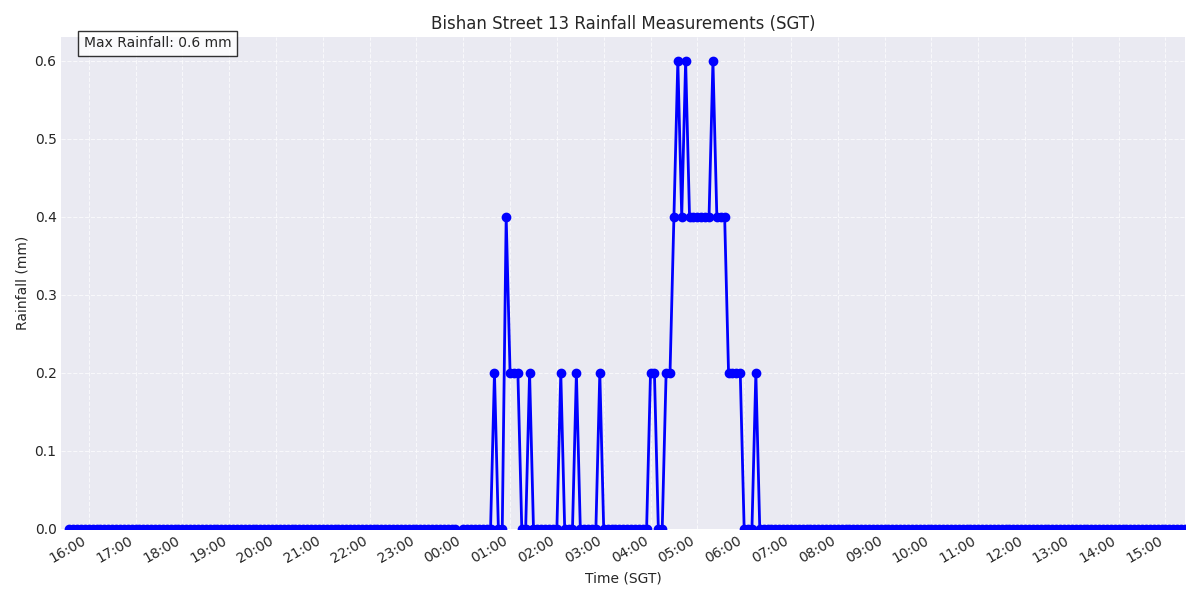 Bishan Street 13 Rainfall Measurements (SGT)
Max Rainfall: 0.6 mm
0.6
0.5
0.4
0.3
0.2
0.1
0.0
Rainfall (mm)
16:00 17:00 18:00 19:00 20:00 21:00 22:00 23:00 00:00 01:00 02:00 03:00 04:00 05:00 06:00 07:00 08:00 09:00 10:00 11:00 12:00 13:00 14:00 15:00
Time (SGT)